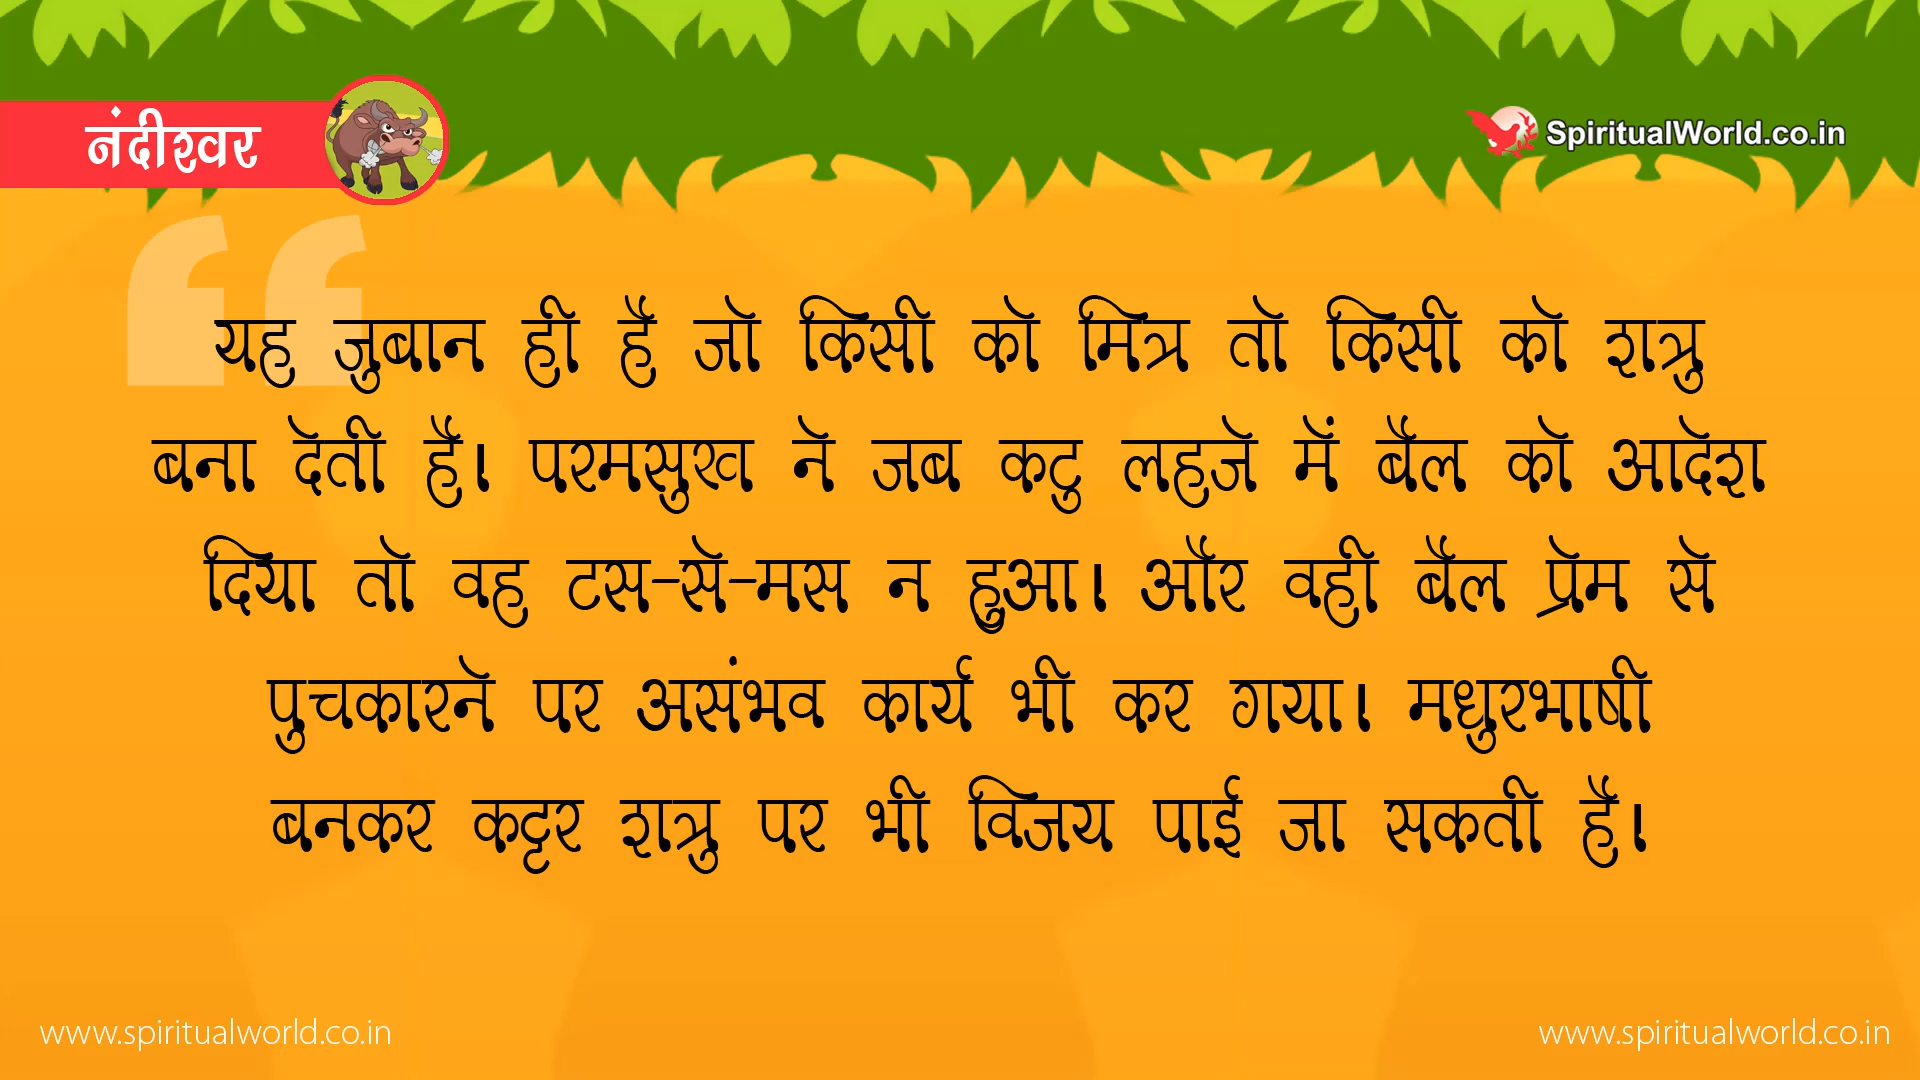 नंदीश्वर
SpiritualWorld.co.in
यह जुबान ही है जो किसी को मित्र तो किसी को शत्रु
बना देती है। परमसुख ने जब कटु लहजे में बैल को आदेश
दिया तो वह टस-से-मस न हुआ। और वही बैल प्रेम से
पुचकारने पर असंभव कार्य भी कर गया। मधुरभाषी
बनकर कट्टर शत्रु पर भी विजय पाई जा सकती है।
www.spiritualworld.co.in
www.spiritualworld.co.in